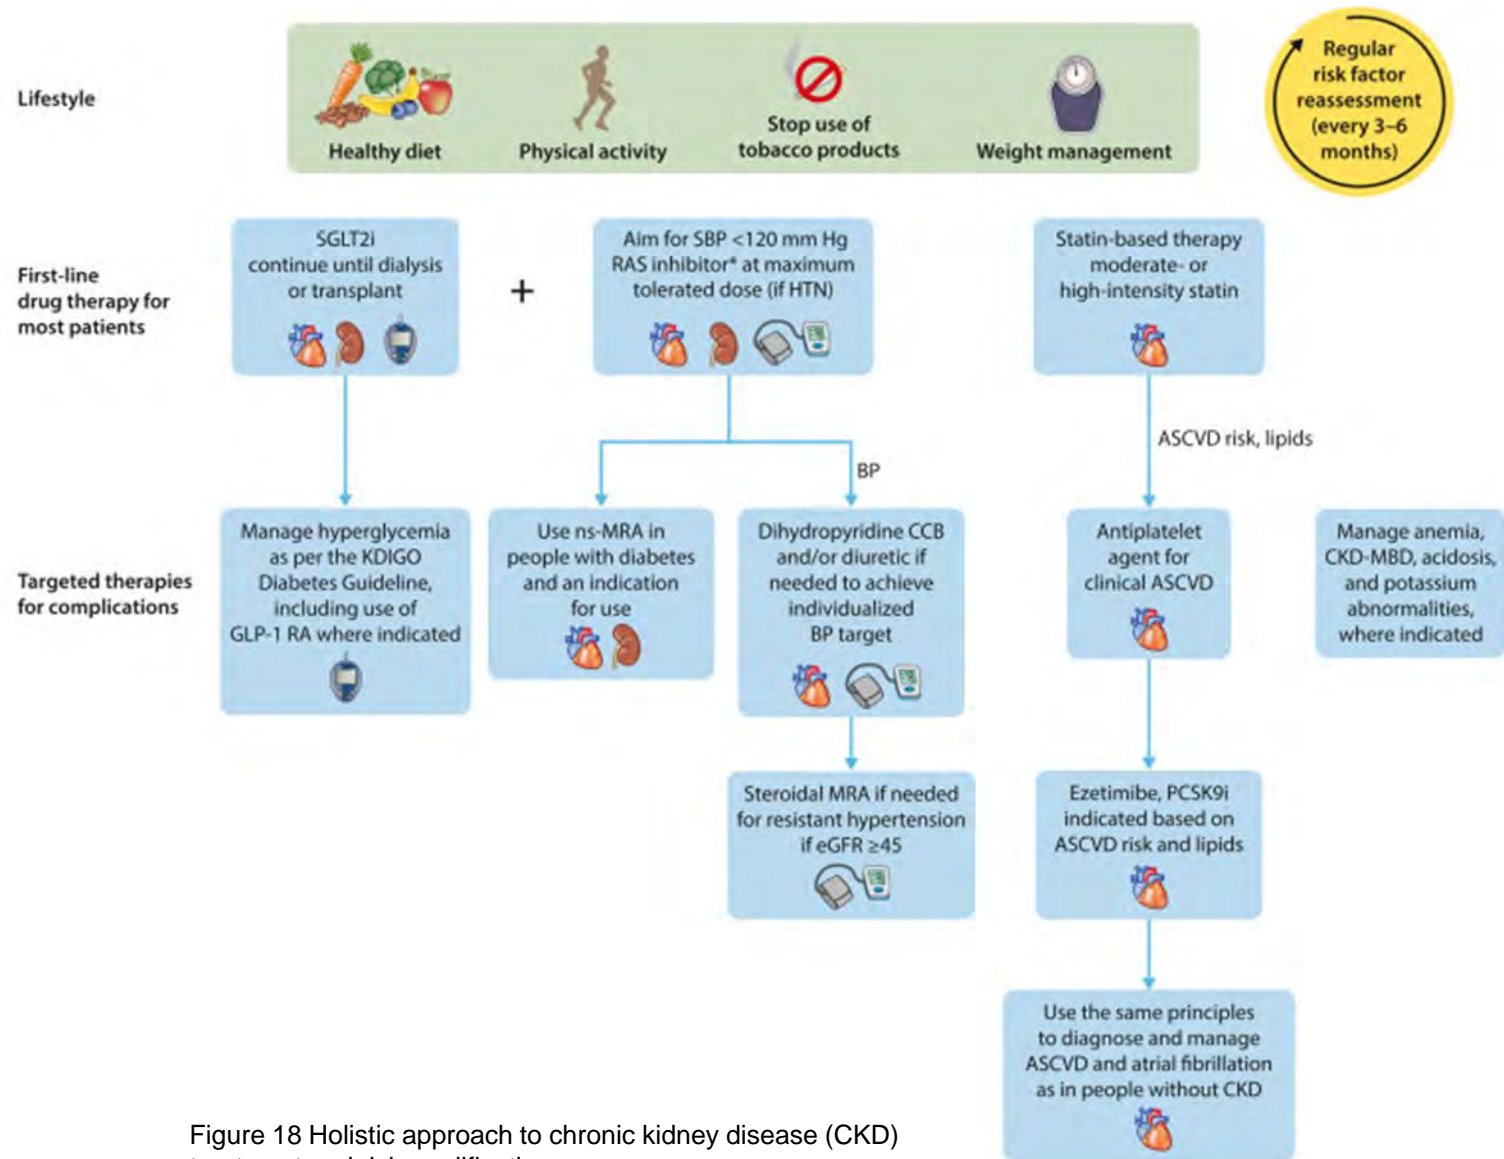 Lifestyle
Healthy diet
Physical activity
Stop use of
tobacco products
Weight management
Regular
risk factor
reassessment
(every 3–6
months)
First-line
drug therapy for
most patients
SGLT2i
continue until dialysis
or transplant
+
Aim for SBP <120 mm Hg
RAS inhibitor* at maximum
tolerated dose (if HTN)
Statin-based therapy
moderate- or
high-intensity statin
ASCVD risk, lipids
BP
Targeted therapies
for complications
Manage hyperglycemia
as per the KDIGO
Diabetes Guideline,
including use of
GLP-1 RA where indicated
Use ns-MRA in
people with diabetes
and an indication
for use
Dihydropyridine CCB
and/or diuretic if
needed to achieve
individualized
BP target
Antiplatelet
agent for
clinical ASCVD
Manage anemia,
CKD-MBD, acidosis,
and potassium
abnormalities,
where indicated
Steroidal MRA if needed
for resistant hypertension
if eGFR ≥45
Ezetimibe, PCSK9i
indicated based on
ASCVD risk and lipids
Use the same principles
to diagnose and manage
ASCVD and atrial fibrillation
as in people without CKD
Figure 18 Holistic approach to chronic kidney disease (CKD)